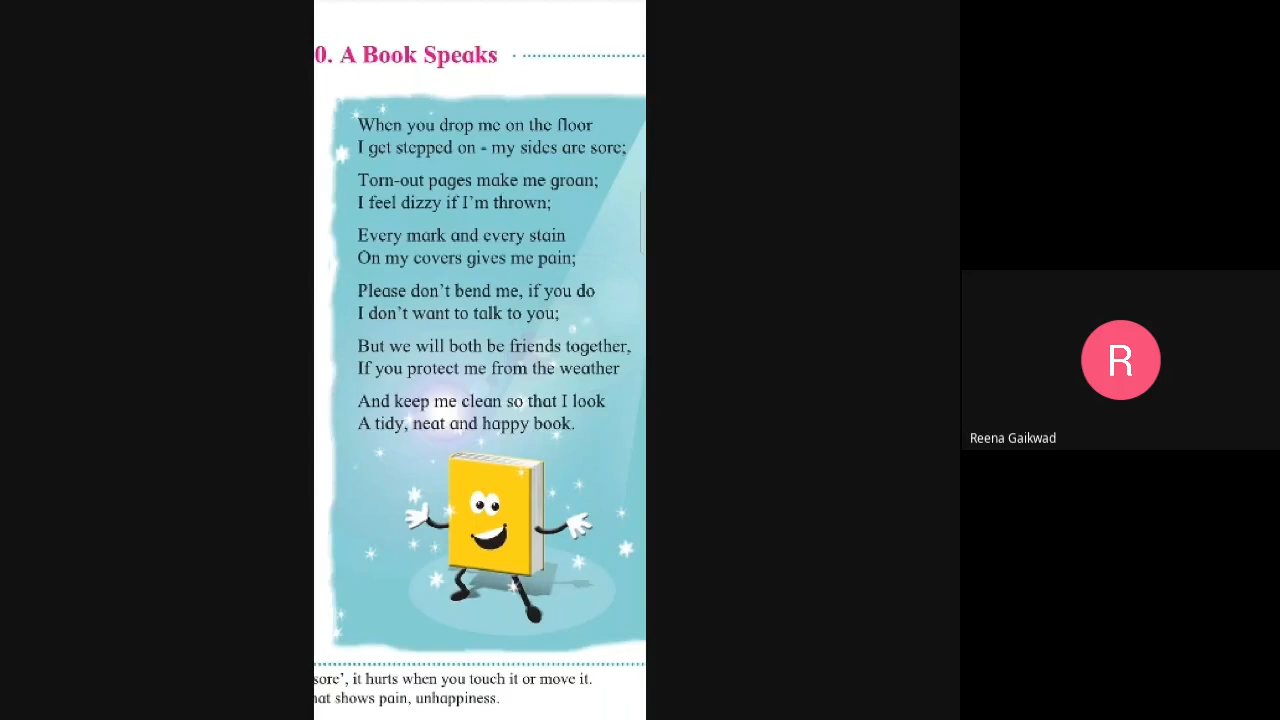 0. A Book Speaks
When you drop me on the floor
I get stepped on - my sides are sore;
Torn-out pages make me groan;
I feel dizzy if I'm thrown;
Every mark and every stain
On my covers gives me pain;
Please don't bend me, if you do
I don't want to talk to you;
But we will both be friends together,
If you protect me from the weather
And keep me clean so that I look
A tidy, neat and happy book.
sore', it hurts when you touch it or move it.
hat shows pain, unhappiness.
R
Reena Gaikwad